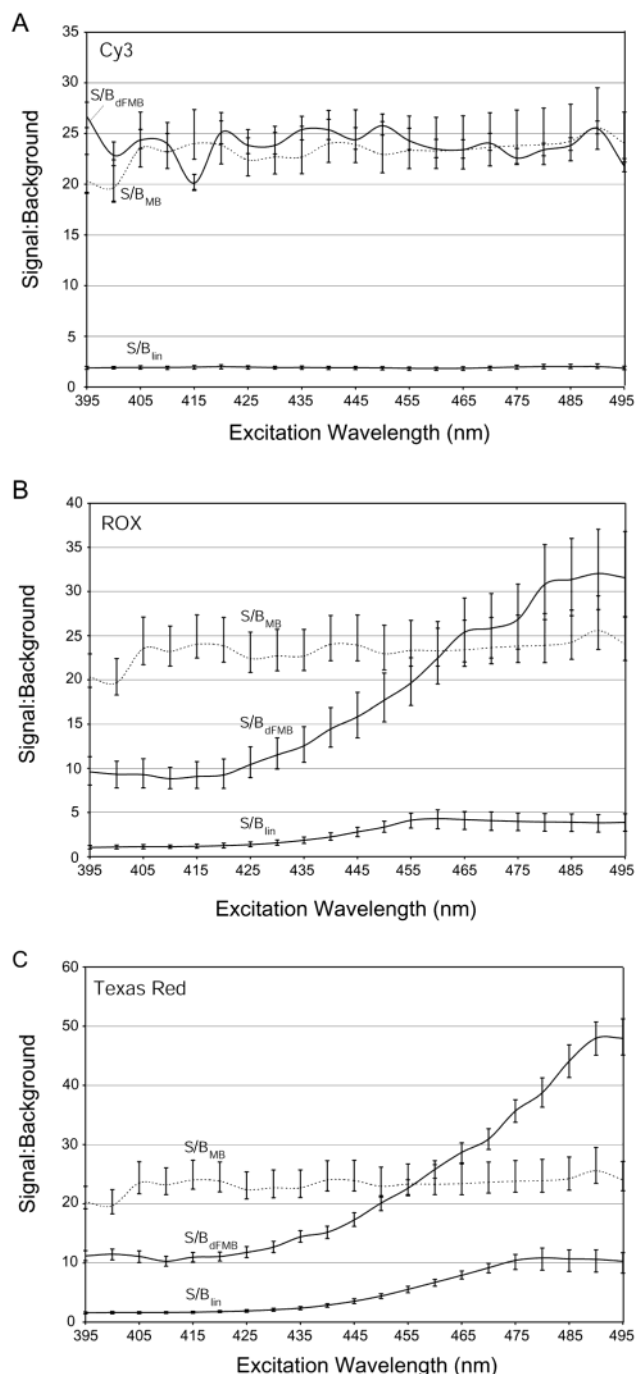 A
Cy3
35
30
25
20
15
10
5
0
S/BdFMB
S/BMB
S/Blin
Signal:Background
395 405 415 425 435 445 455 465 475 485 495
Excitation Wavelength (nm)
B
ROX
40
35
30
25
20
15
10
5
0
S/BMB
S/BdFMB
S/Blin
Signal:Background
395 405 415 425 435 445 455 465 475 485 495
Excitation Wavelength (nm)
C
Texas Red
60
50
40
30
20
10
0
S/BMB
S/BdFMB
S/Blin
Signal:Background
395 405 415 425 435 445 455 465 475 485 495
Excitation Wavelength (nm)